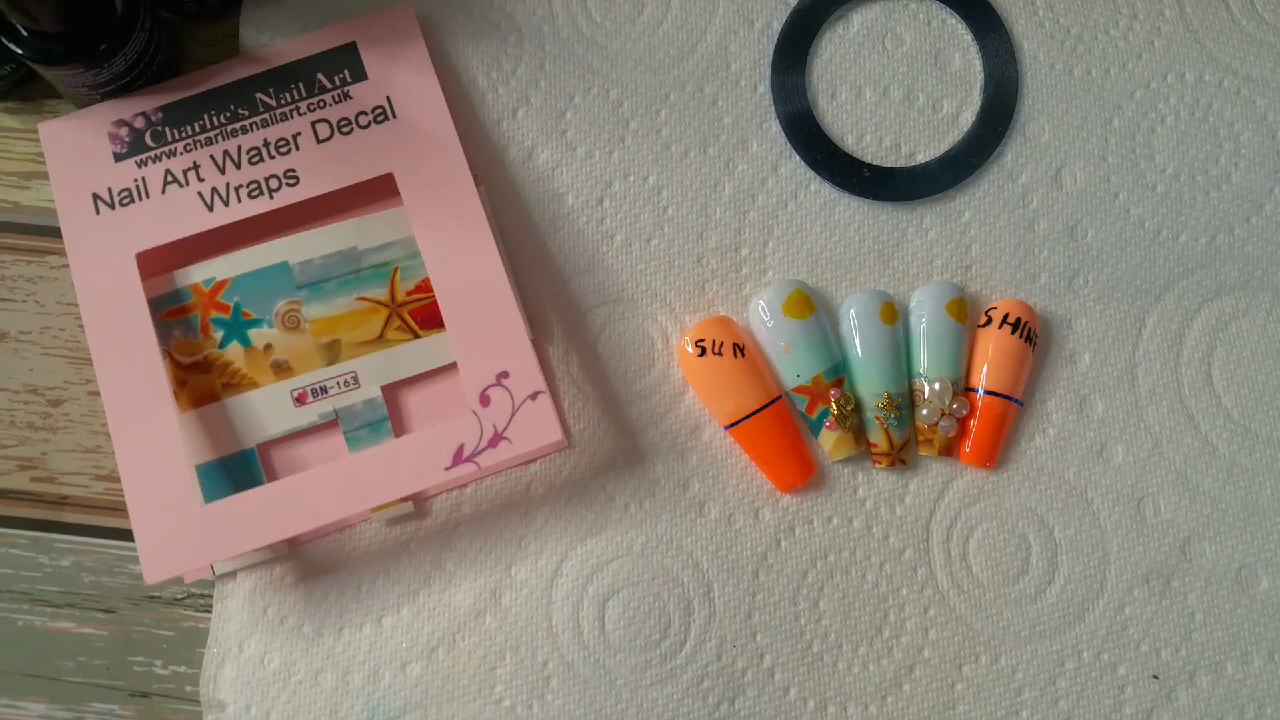 Charlie's Nail Art
www.charliesnailart.co.uk
Nail Art Water Decal
Wraps
BN-163
SUN
SHINE